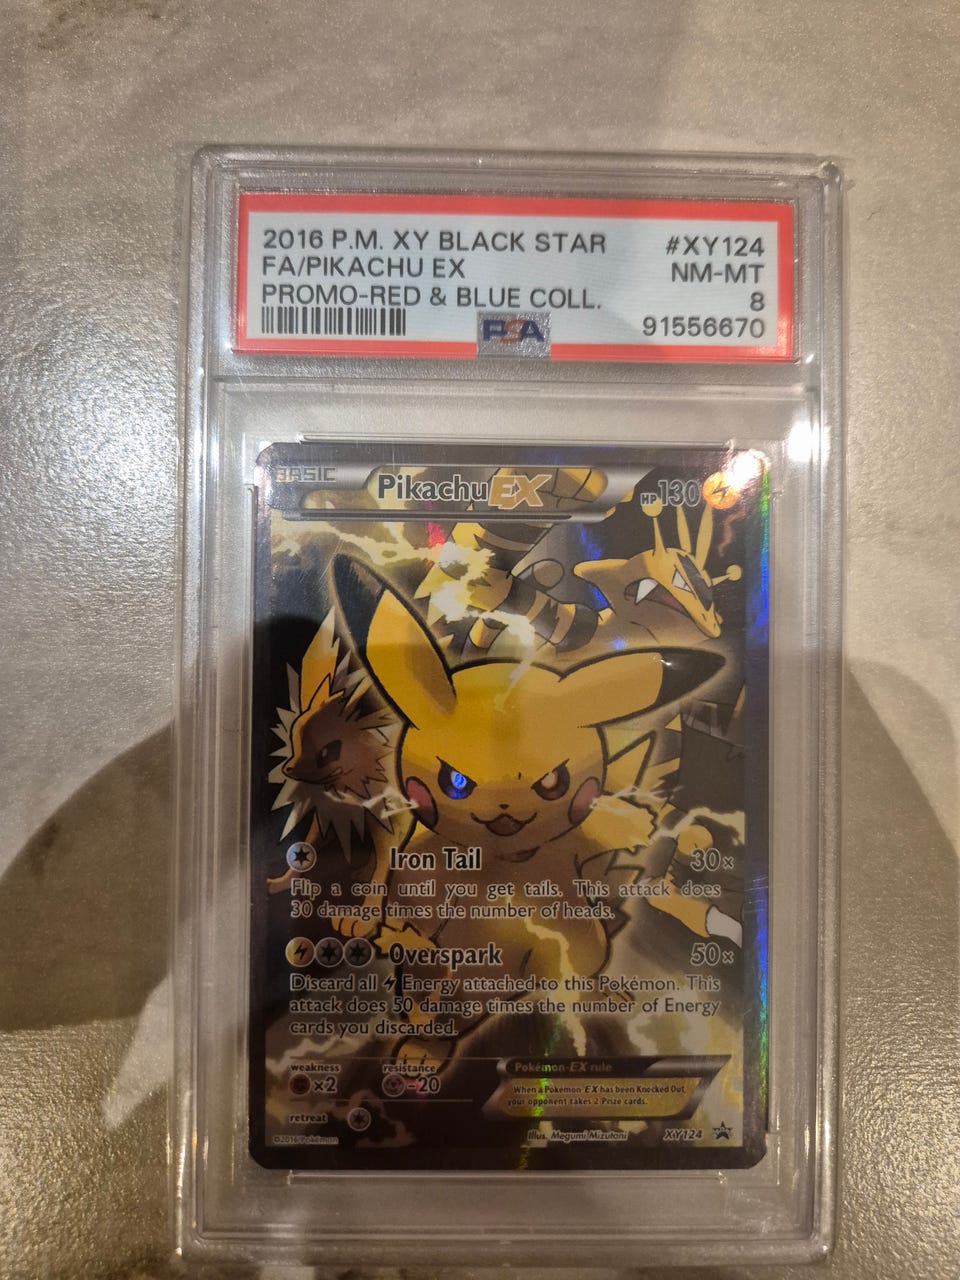 2016 P.M. XY BLACK STAR #XY124
FA/PIKACHU EX NM-MT
PROMO-RED & BLUE COLL. 8
PSA 91556670
BASIC Pikachu EX HP 130
Iron Tail 30×
Flip a coin until you get tails. This attack does
30 damage times the number of heads.
Overspark 50×
Discard all Energy attached to this Pokémon. This
attack does 50 damage times the number of Energy
cards you discarded.
weakness resistance Pokémon-EX rule
×2 -20 When a Pokémon-EX has been Knocked Out,
your opponent takes 2 Prize cards.
retreat
©2016 Pokémon Illus. Megumi Mizutani XY124